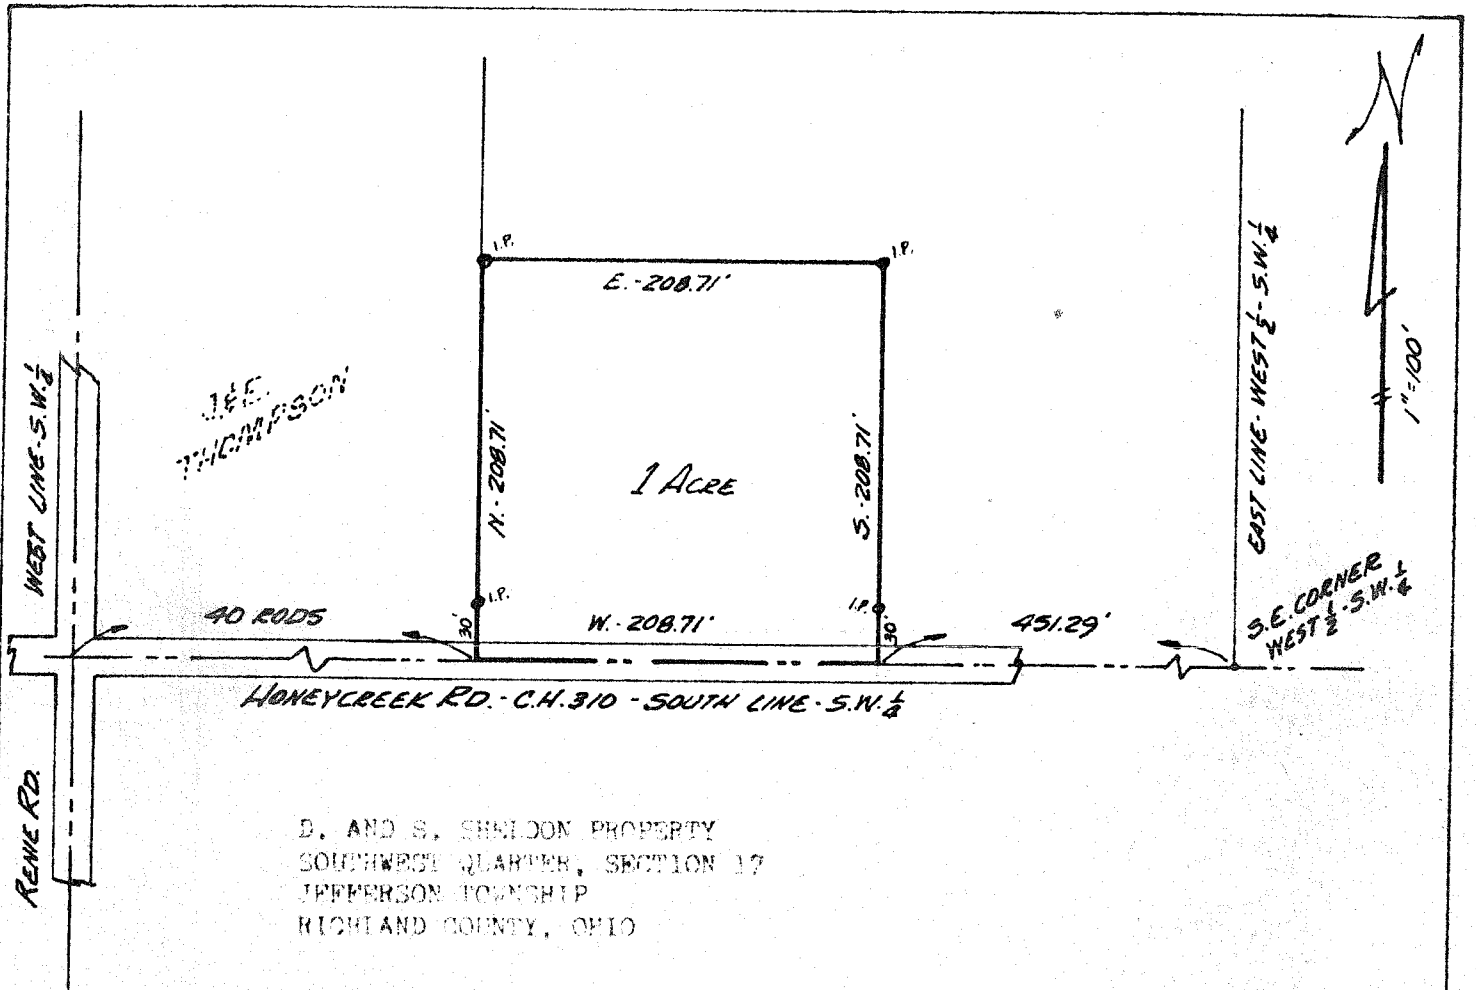 N
1"=100'
I.P.
I.P.
E.-208.71'
WEST LINE-S.W.¼
J.&E.
THOMPSON
N.-208.71'
1 ACRE
S.-208.71'
EAST LINE-WEST ½-S.W.¼
S.E. CORNER
WEST ½-S.W.¼
40 RODS
30'
I.P.
W.-208.71'
I.P.
30'
451.29'
HONEYCREEK RD.-C.H.310-SOUTH LINE-S.W.¼
RENIE RD.
D. AND S. SHELDON PROPERTY
SOUTHWEST QUARTER, SECTION 17
JEFFERSON TOWNSHIP
RICHLAND COUNTY, OHIO